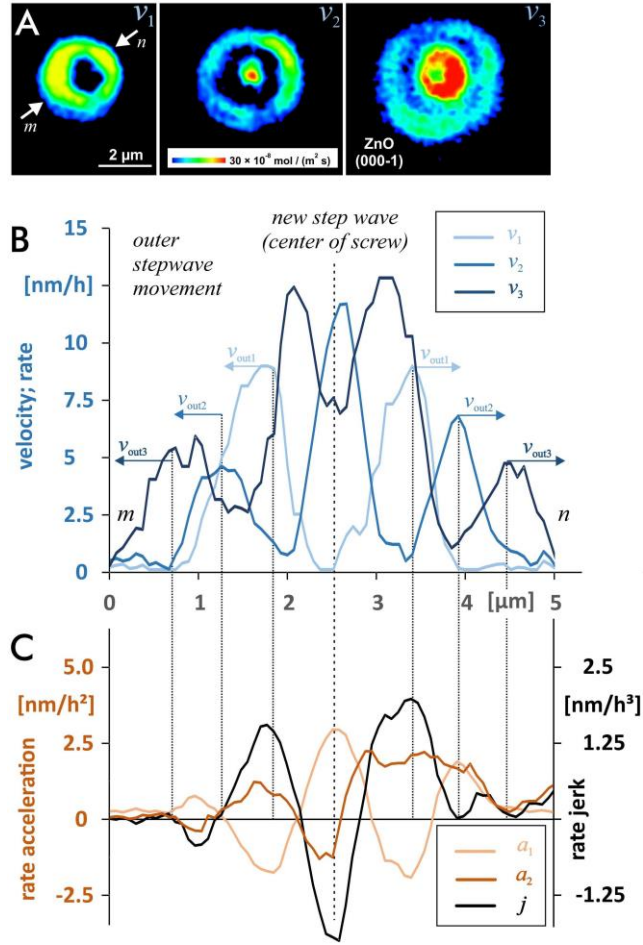 A
v1
v2
v3
n
m
2 µm
30 × 10⁻⁸ mol / (m² s)
ZnO
(000-1)
B
15
[nm/h]
10
7.5
5
2.5
0
velocity; rate
outer
stepwave
movement
new step wave
(center of screw)
v1
v2
v3
vout1
vout1
vout2
vout2
vout3
vout3
m
n
0 1 2 3 4 [µm] 5
C
5.0
[nm/h²]
2.5
0
-2.5
rate acceleration
2.5
[nm/h³]
1.25
-1.25
rate jerk
a1
a2
j